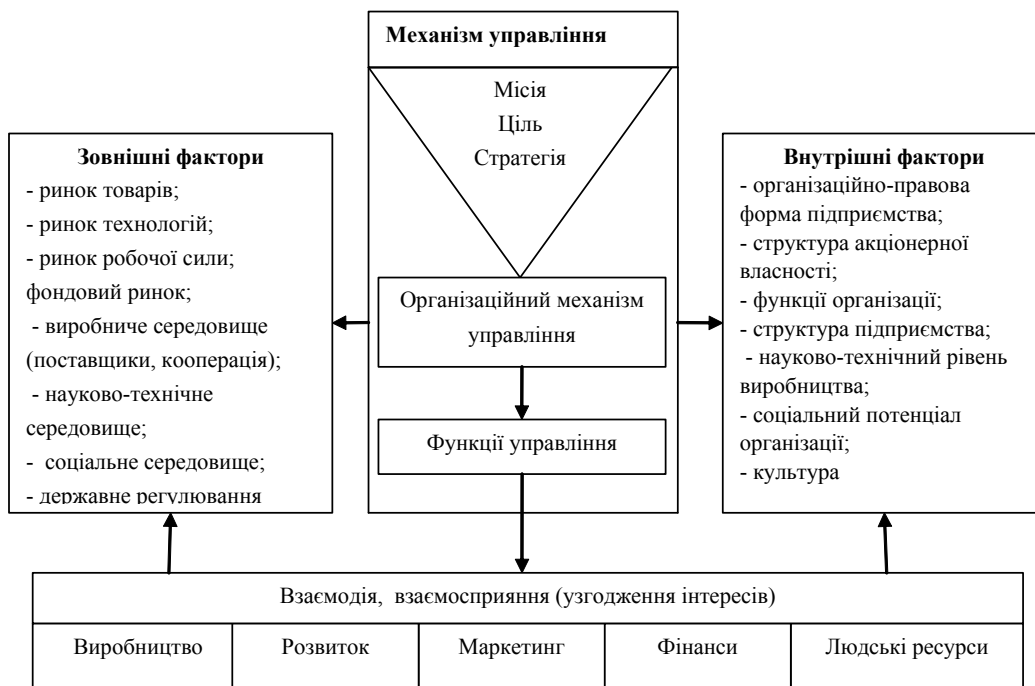 Механізм управління
Місія
Ціль
Стратегія
Зовнішні фактори
- ринок товарів;
- ринок технологій;
- ринок робочої сили;
фондовий ринок;
- виробниче середовище
(поставщики, кооперація);
- науково-технічне
середовище;
- соціальне середовище;
- державне регулювання
Організаційний механізм
управління
Функції управління
Внутрішні фактори
- організаційно-правова
форма підприємства;
- структура акціонерної
власності;
- функції організації;
- структура підприємства;
- науково-технічний рівень
виробництва;
- соціальний потенціал
організації;
- культура
Взаємодія, взаємосприяння (узгодження інтересів)
Виробництво
Розвиток
Маркетинг
Фінанси
Людські ресурси